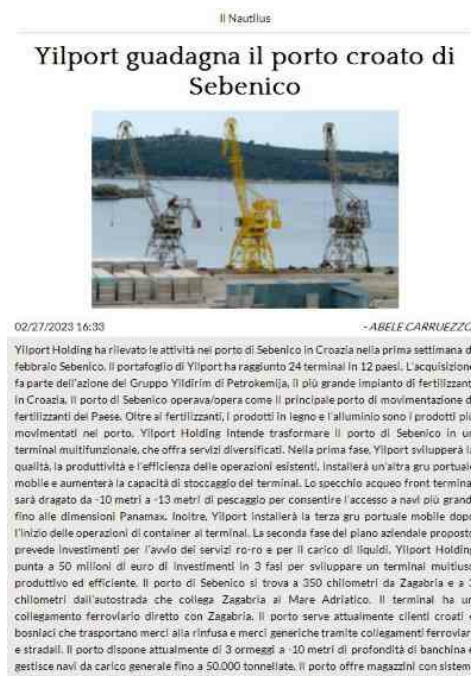 Il Nautilus
Yilport guadagna il porto croato di
Sebenico
02/27/2023 16:33 - ABELE CARRUEZZO
Yilport Holding ha rilevato le attività nel porto di Sebenico in Croazia nella prima settimana d
febbraio Sebenico. Il portafoglio di Yilport ha raggiunto 24 terminal in 12 paesi. L'acquisizione
fa parte dell'azione del Gruppo Yildirim di Petrokemija, il più grande impianto di fertilizzant
in Croazia. Il porto di Sebenico operava/opera come il principale porto di movimentazione d
fertilizzanti del Paese. Oltre ai fertilizzanti, i prodotti in legno e l'alluminio sono i prodotti più
movimentati nel porto. Yilport Holding intende trasformare il porto di Sebenico in un
terminal multifunzionale, che offra servizi diversificati. Nella prima fase, Yilport svilupperà la
qualità, la produttività e l'efficienza delle operazioni esistenti, installerà un'altra gru portuale
mobile e aumenterà la capacità di stoccaggio del terminal. Lo specchio acqueo front termina
sarà dragato da -10 metri a -13 metri di pescaggio per consentire l'accesso a navi più grand
fino alle dimensioni Panamax. Inoltre, Yilport installerà la terza gru portuale mobile dopo
l'inizio delle operazioni di container al terminal. La seconda fase del piano aziendale proposto
prevede investimenti per l'avvio dei servizi ro-ro e per il carico di liquidi. Yilport Holding
punta a 50 milioni di euro di investimenti in 3 fasi per sviluppare un terminal multiuso
produttivo ed efficiente. Il porto di Sebenico si trova a 350 chilometri da Zagabria e a 3
chilometri dall'autostrada che collega Zagabria al Mare Adriatico. Il terminal ha un
collegamento ferroviario diretto con Zagabria. Il porto serve attualmente clienti croati e
bosniaci che trasportano merci alla rinfusa e merci generiche tramite collegamenti ferroviar
e stradali. Il porto dispone attualmente di 3 ormeggi a -10 metri di profondità di banchina e
gestisce navi da carico generale fino a 50.000 tonnellate. Il porto offre magazzini con sistem